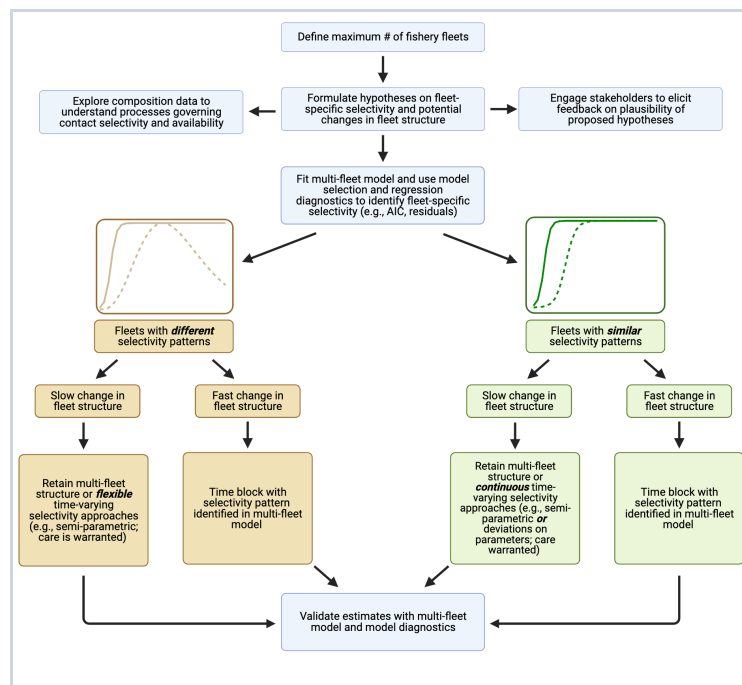 Define maximum # of fishery fleets
Explore composition data to
understand processes governing
contact selectivity and availability
Formulate hypotheses on fleet-
specific selectivity and potential
changes in fleet structure
Engage stakeholders to elicit
feedback on plausibility of
proposed hypotheses
Fit multi-fleet model and use model
selection and regression
diagnostics to identify fleet-specific
selectivity (e.g., AIC, residuals)
Fleets with different
selectivity patterns
Fleets with similar
selectivity patterns
Slow change in
fleet structure
Fast change in
fleet structure
Slow change in
fleet structure
Fast change in
fleet structure
Retain multi-fleet
structure or flexible
time-varying
selectivity approaches
(e.g., semi-parametric;
care is warranted)
Time block with
selectivity pattern
identified in multi-fleet
model
Retain multi-fleet
structure or
continuous time-
varying selectivity
approaches (e.g., semi-
parametric or
deviations on
parameters; care
warranted)
Time block with
selectivity pattern
identified in multi-fleet
model
Validate estimates with multi-fleet
model and model diagnostics